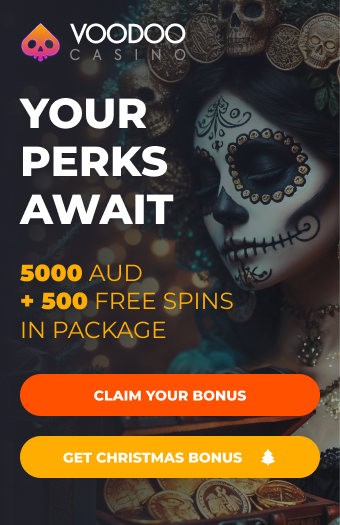 VOODOO
CASINO
YOUR
PERKS
AWAIT
5000 AUD
+ 500 FREE SPINS
IN PACKAGE
CLAIM YOUR BONUS
GET CHRISTMAS BONUS